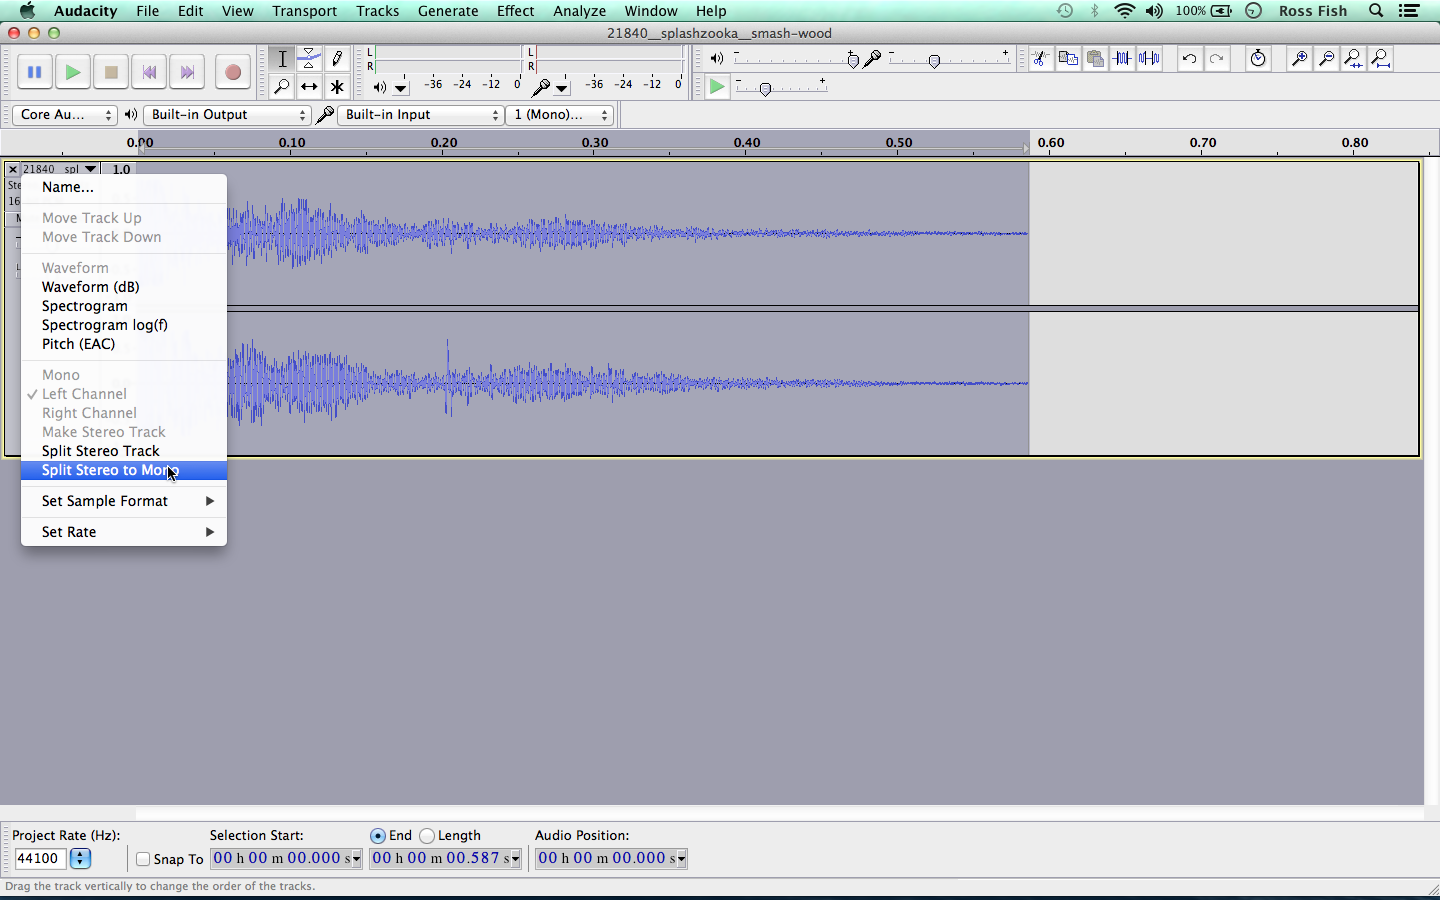 Audacity File Edit View Transport Tracks Generate Effect Analyze Window Help 100% Ross Fish
21840__splashzooka__smash-wood
L
R
L
R
-36 -24 -12 0
-36 -24 -12 0
- +
- +
- +
Core Au... Built-in Output Built-in Input 1 (Mono)...
0.00 0.10 0.20 0.30 0.40 0.50 0.60 0.70 0.80
21840__spl 1.0
Ste
16
M
L
Name...
Move Track Up
Move Track Down
Waveform
Waveform (dB)
Spectrogram
Spectrogram log(f)
Pitch (EAC)
Mono
✓ Left Channel
Right Channel
Make Stereo Track
Split Stereo Track
Split Stereo to Mono
Set Sample Format
Set Rate
Project Rate (Hz): Selection Start: End Length Audio Position:
44100 Snap To 00 h 00 m 00.000 s 00 h 00 m 00.587 s 00 h 00 m 00.000 s
Drag the track vertically to change the order of the tracks.